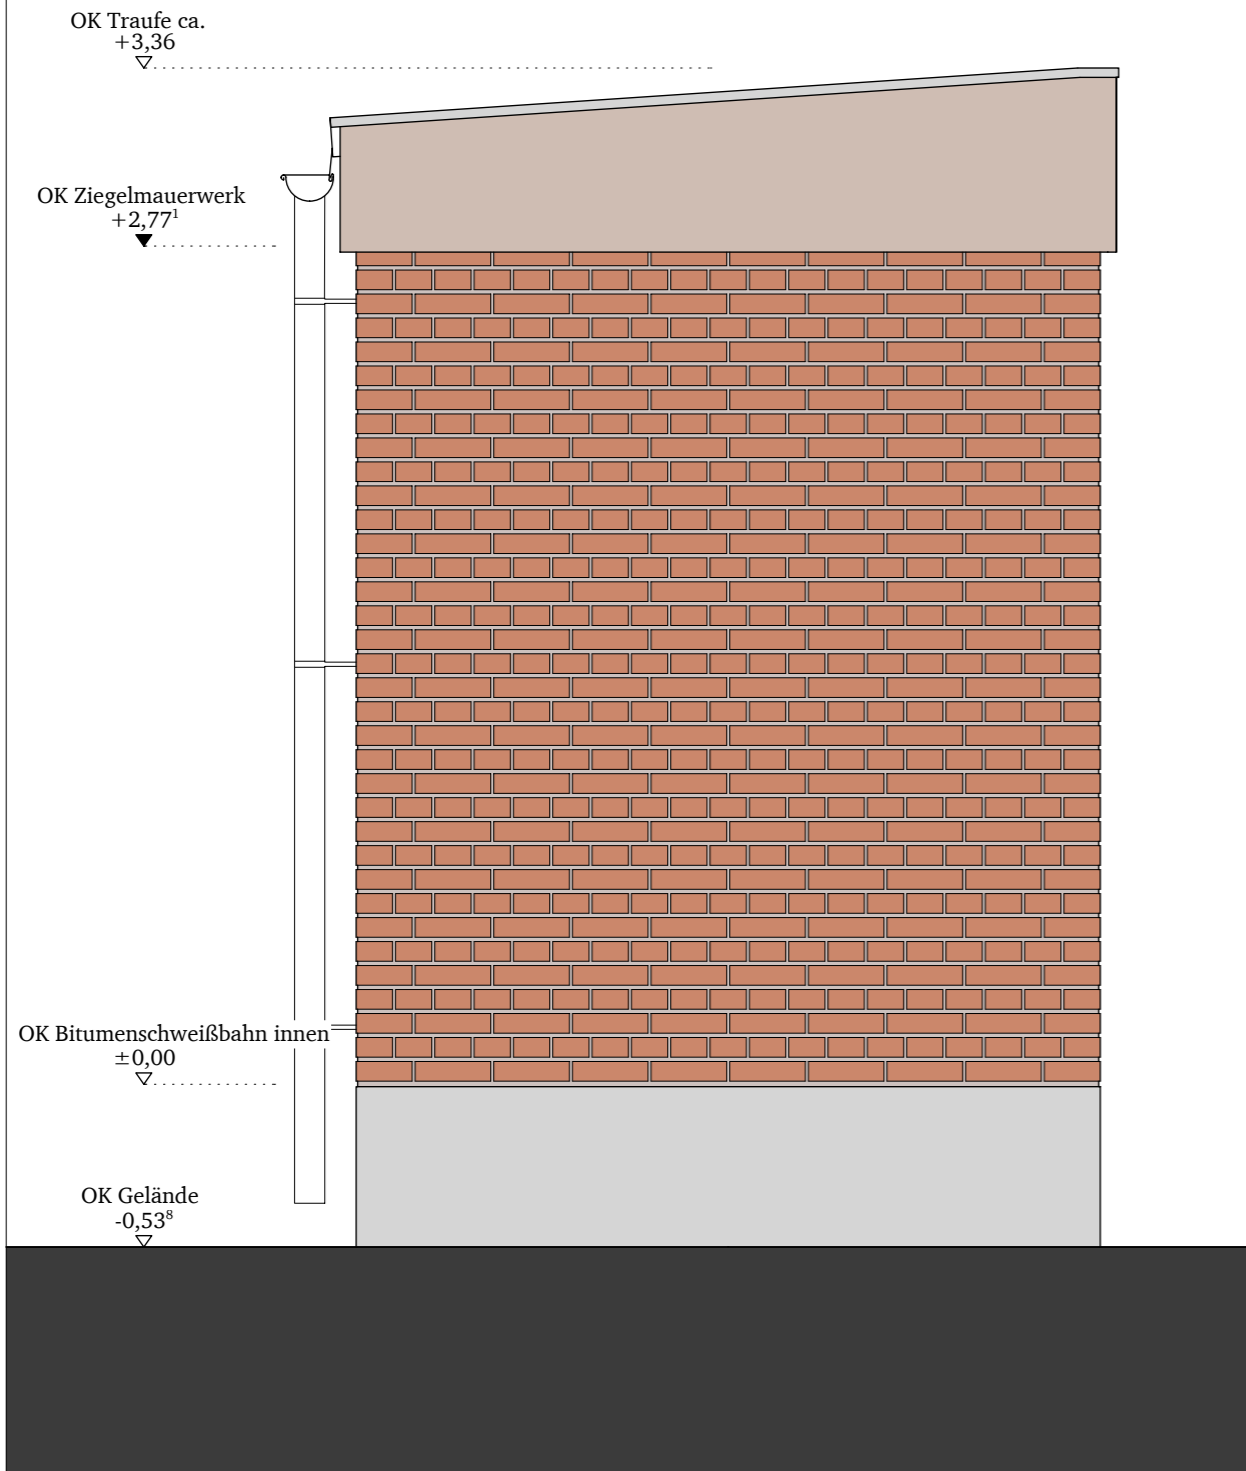 OK Traufe ca.
+3,36
OK Ziegelmauerwerk
+2,77¹
OK Bitumenschweißbahn innen
±0,00
OK Gelände
-0,53⁸